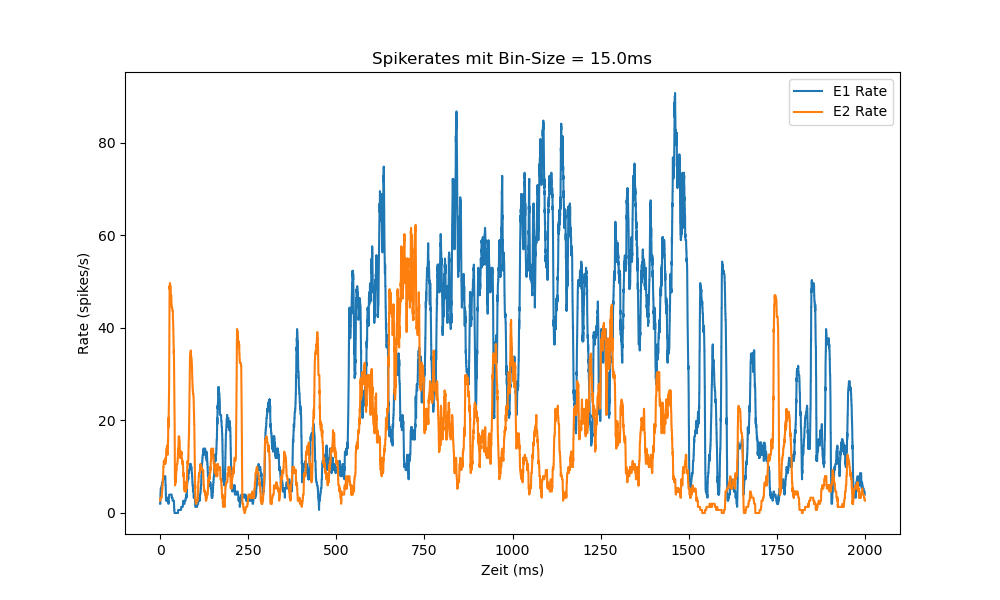 Spikerates mit Bin-Size = 15.0ms
E1 Rate
E2 Rate
Rate (spikes/s)
80
60
40
20
0
0 250 500 750 1000 1250 1500 1750 2000
Zeit (ms)